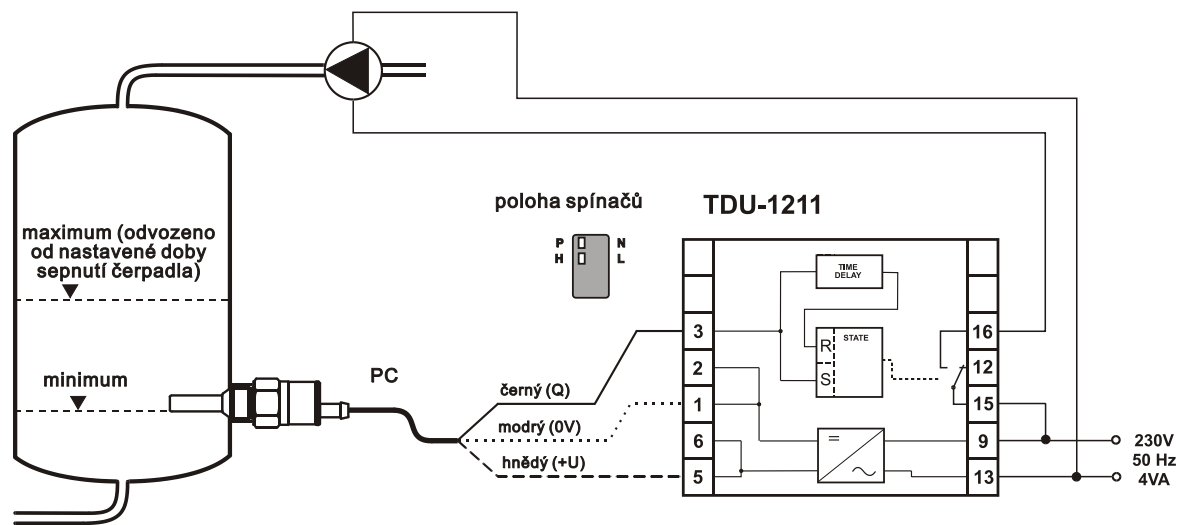 poloha spínačů
TDU-1211
P N
H L
maximum (odvozeno
od nastavené doby
sepnutí čerpadla)
minimum
PC
černý (Q)
modrý (0V)
hnědý (+U)
3
2
1
6
5
TIME
DELAY
STATE
R
S
16
12
15
9
13
230V
50 Hz
4VA